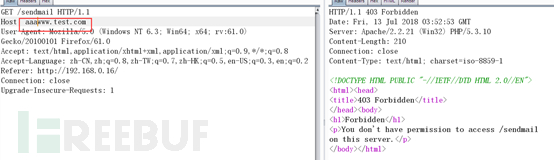 GET /sendmail HTTP/1.1
Host: aaawww.test.com
User-Agent: Mozilla/5.0 (Windows NT 6.3; Win64; x64; rv:61.0)
Gecko/20100101 Firefox/61.0
Accept: text/html,application/xhtml+xml,application/xml;q=0.9,*/*;q=0.8
Accept-Language: zh-CN,zh;q=0.8,zh-TW;q=0.7,zh-HK;q=0.5,en-US;q=0.3,en;q=0.2
Referer: http://192.168.0.16/
Connection: close
Upgrade-Insecure-Requests: 1
HTTP/1.1 403 Forbidden
Date: Fri, 13 Jul 2018 03:52:53 GMT
Server: Apache/2.2.21 (Win32) PHP/5.3.10
Content-Length: 210
Connection: close
Content-Type: text/html; charset=iso-8859-1
<!DOCTYPE HTML PUBLIC "-//IETF//DTD HTML 2.0//EN">
<html><head>
<title>403 Forbidden</title>
</head><body>
<h1>Forbidden</h1>
<p>You don't have permission to access /sendmail
on this server.</p>
</body></html>
FREEBUF